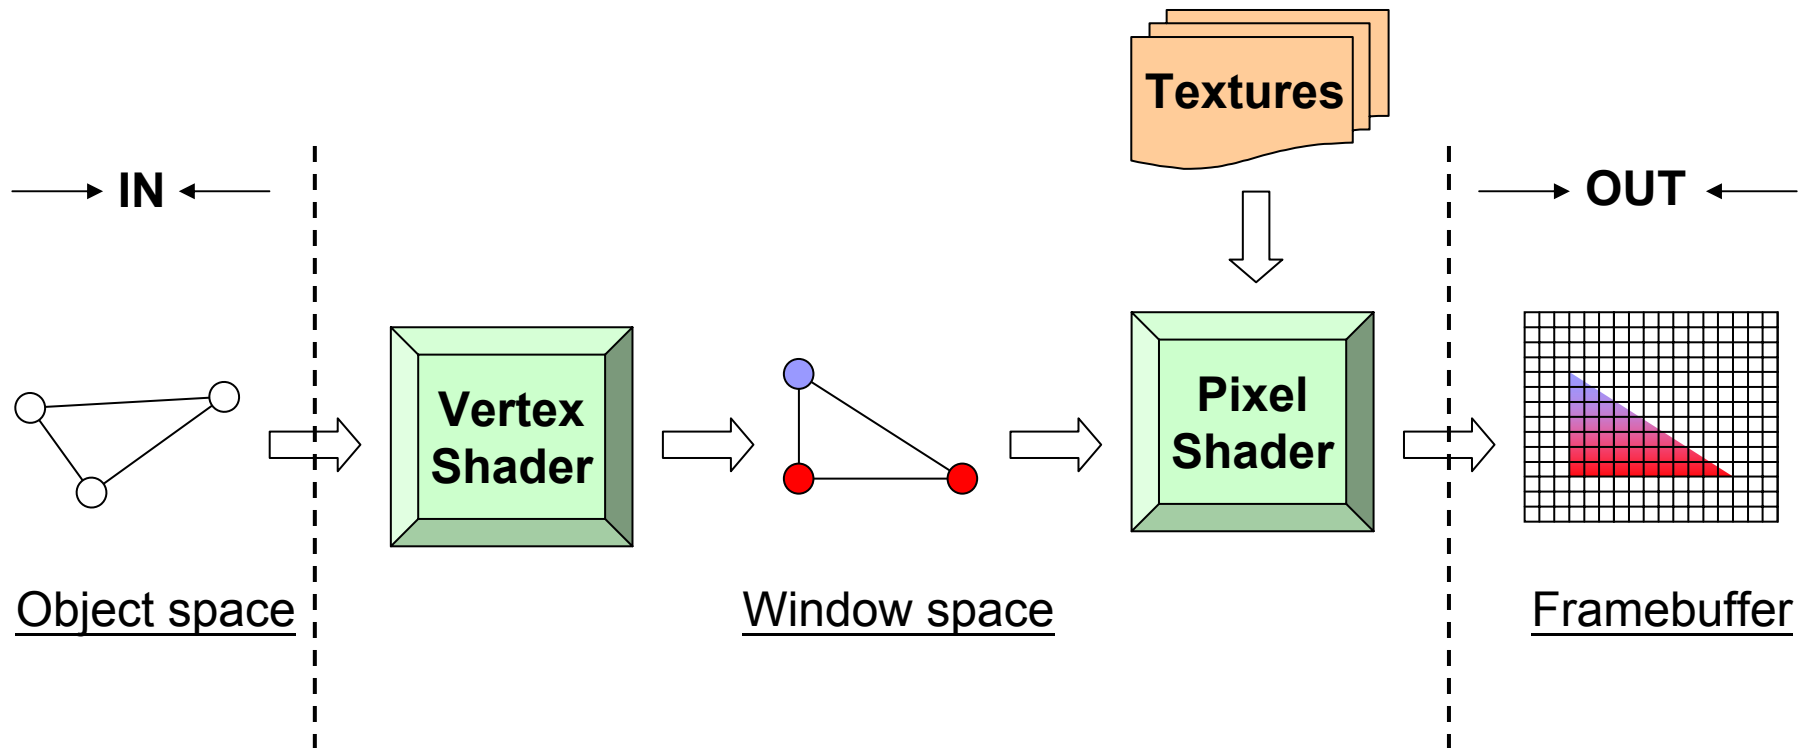 Textures
IN
OUT
Vertex
Shader
Pixel
Shader
Object space
Window space
Framebuffer